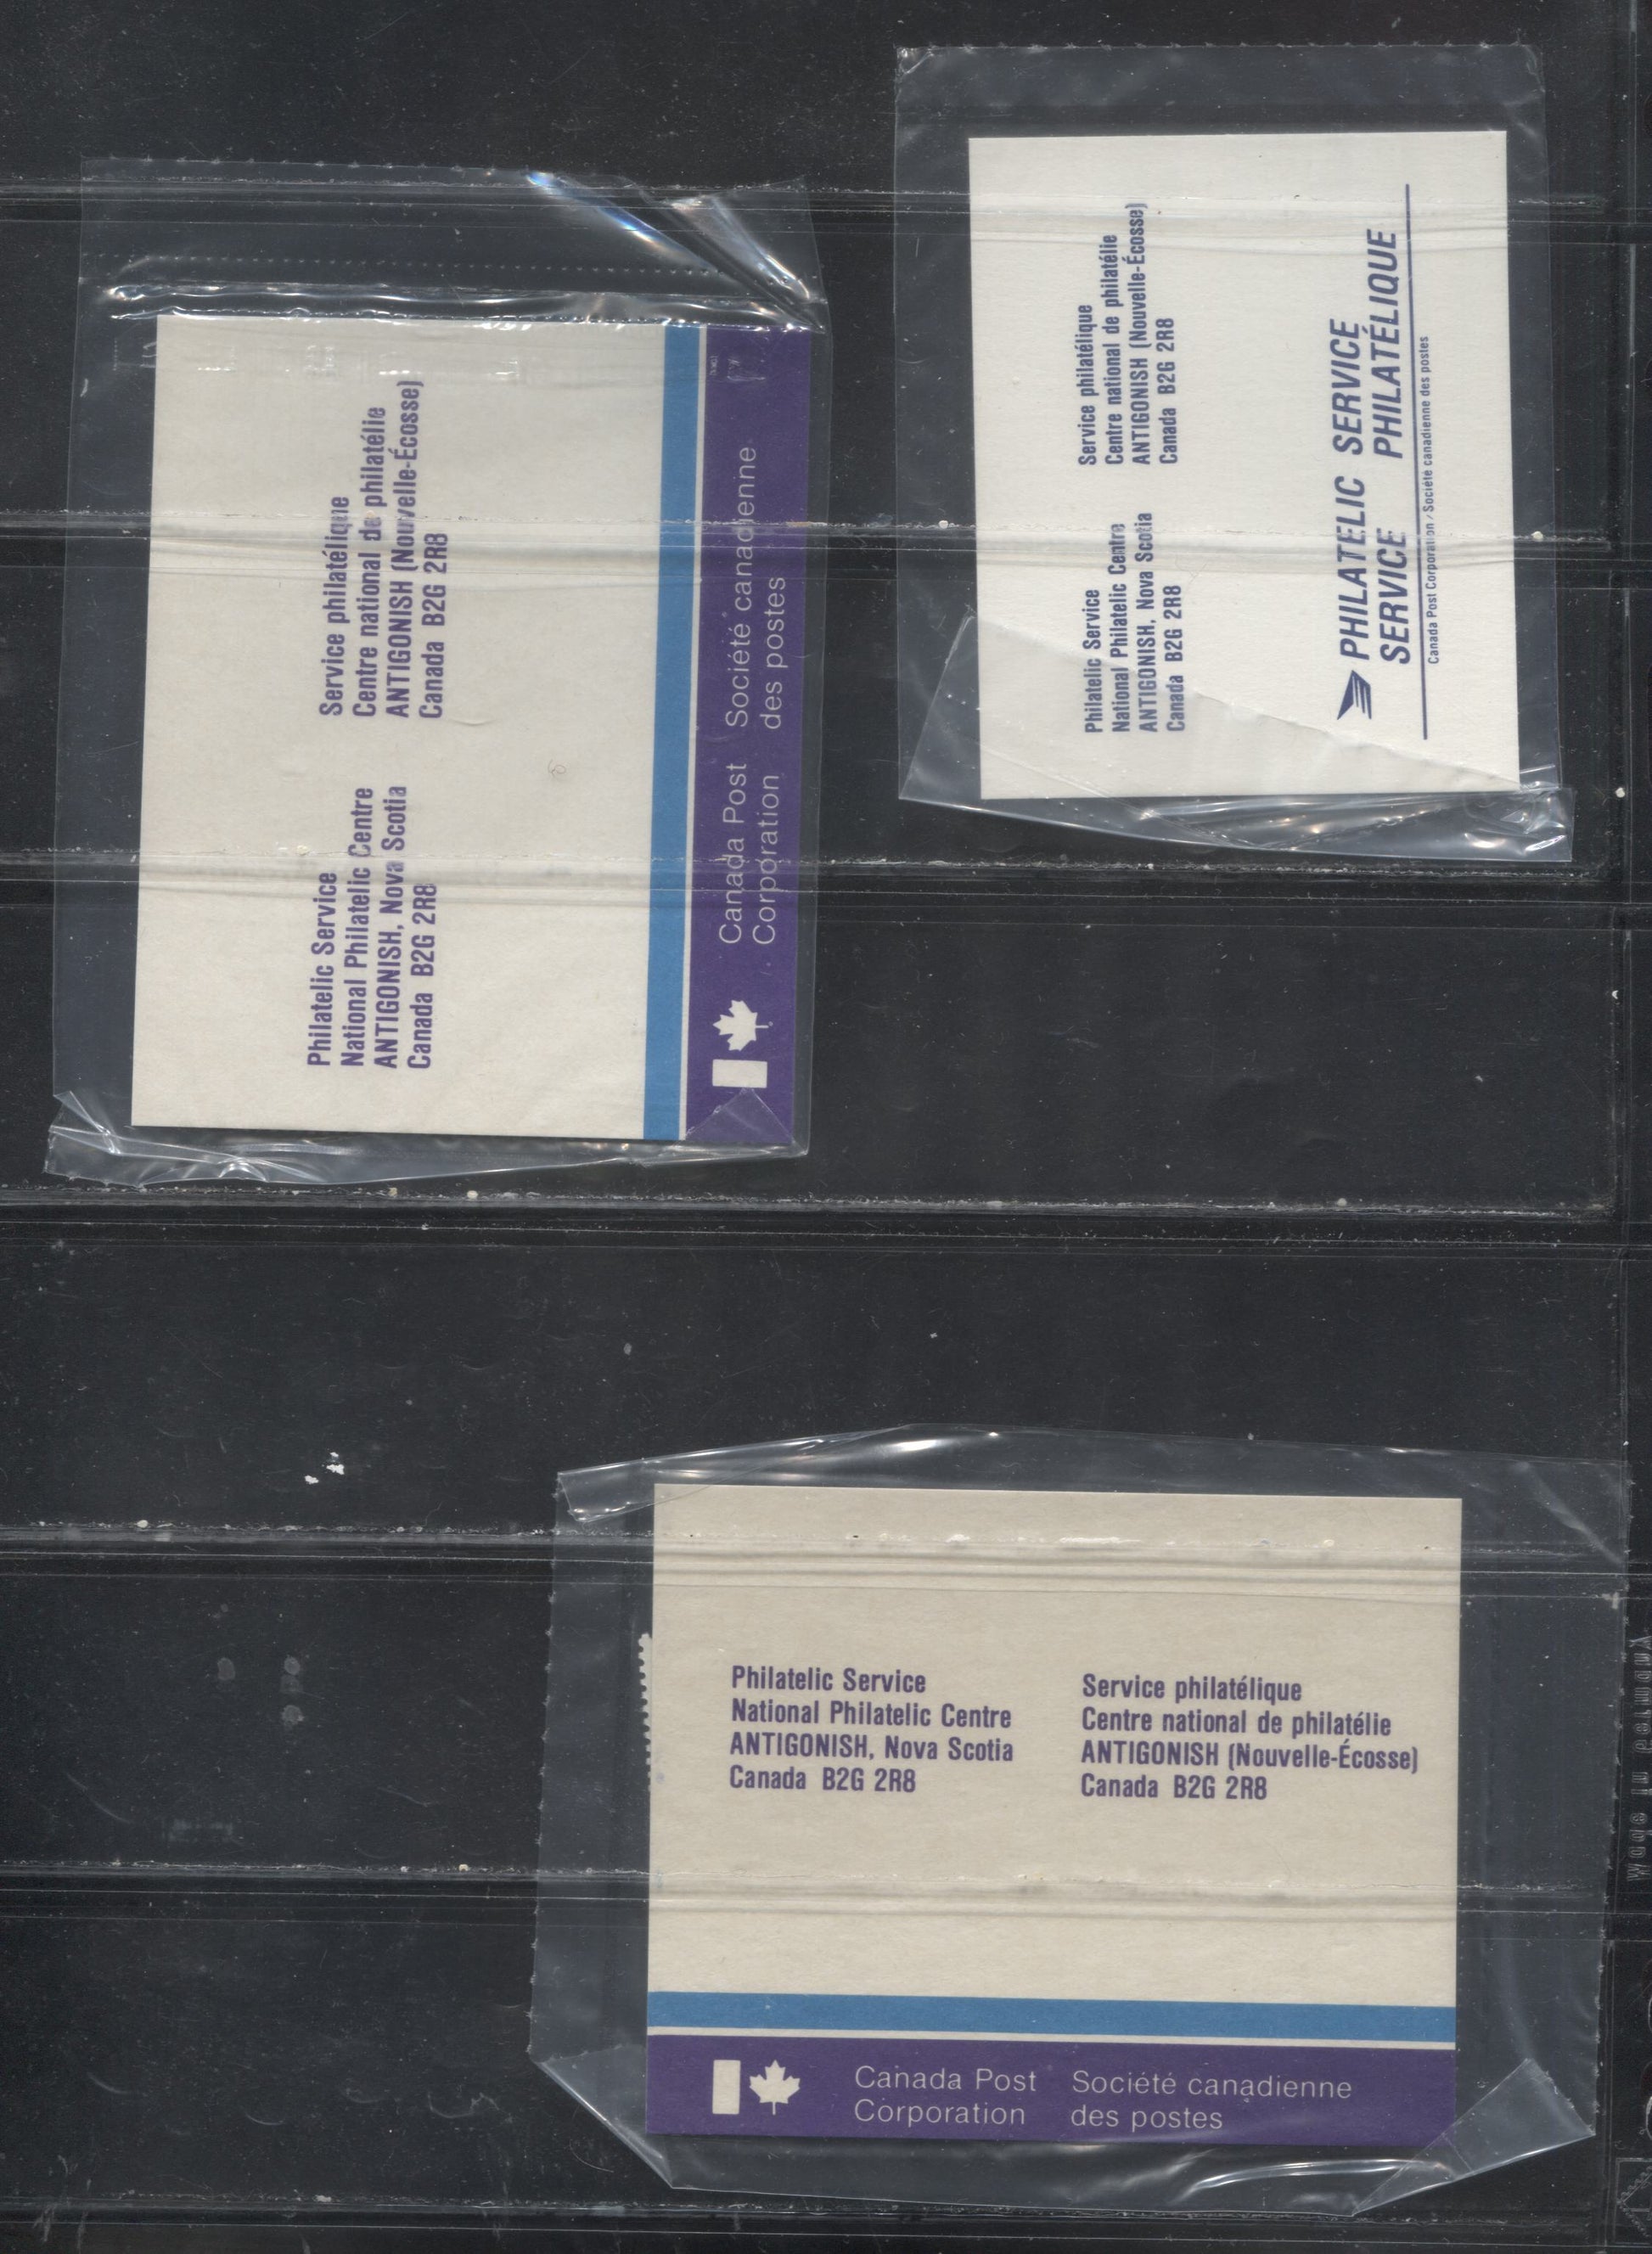 Philatelic Service
National Philatelic Centre
ANTIGONISH, Nova Scotia
Canada B2G 2R8
Service philatélique
Centre national de philatélie
ANTIGONISH (Nouvelle-Écosse)
Canada B2G 2R8
Canada Post
Corporation
Société canadienne
des postes
Philatelic Service
National Philatelic Centre
ANTIGONISH, Nova Scotia
Canada B2G 2R8
Service philatélique
Centre national de philatélie
ANTIGONISH (Nouvelle-Écosse)
Canada B2G 2R8
PHILATELIC SERVICE
SERVICE PHILATÉLIQUE
Canada Post Corporation / Société canadienne des postes
Philatelic Service
National Philatelic Centre
ANTIGONISH, Nova Scotia
Canada B2G 2R8
Service philatélique
Centre national de philatélie
ANTIGONISH (Nouvelle-Écosse)
Canada B2G 2R8
Canada Post
Corporation
Société canadienne
des postes